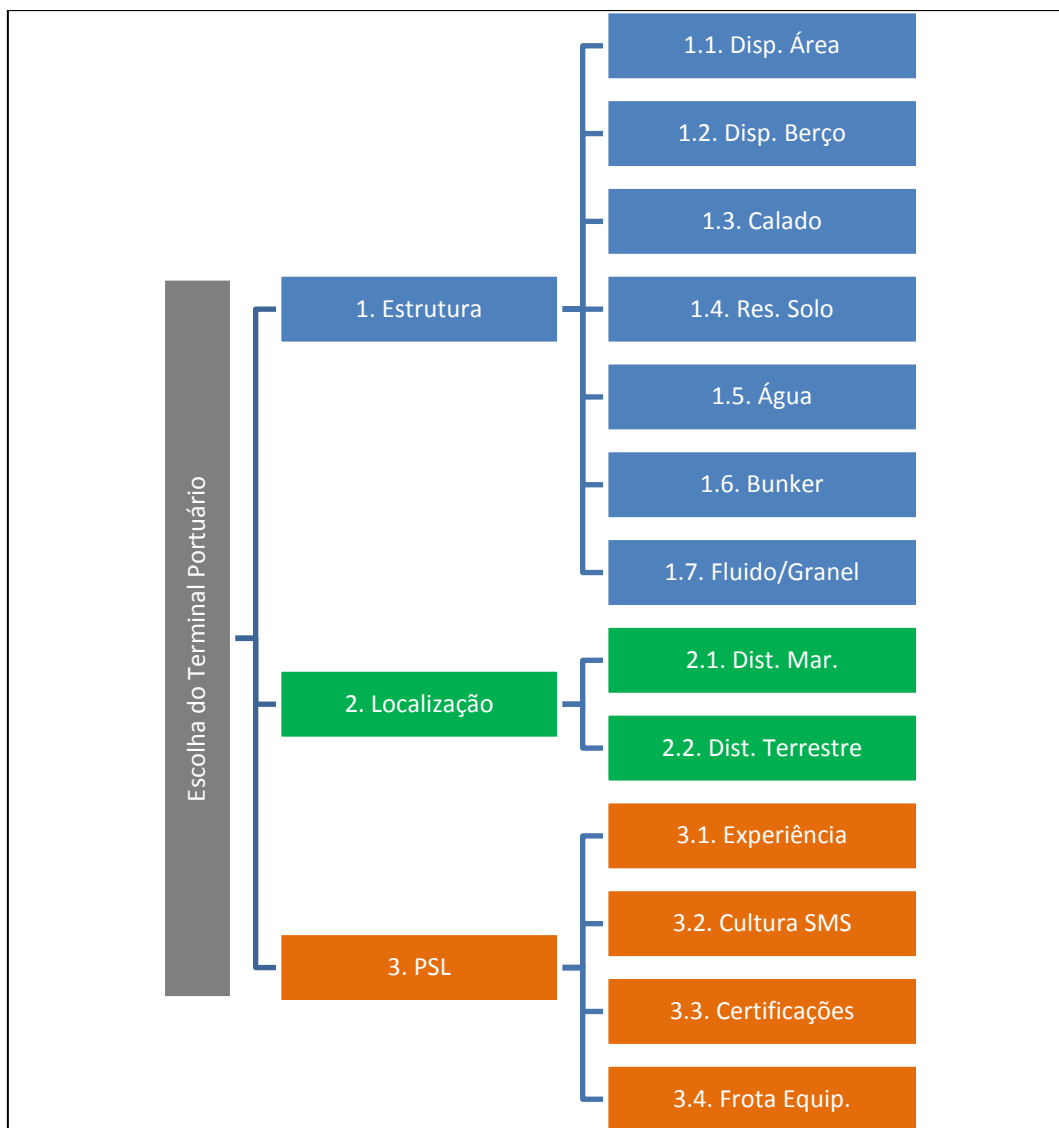 Escolha do Terminal Portuário
1. Estrutura
1.1. Disp. Área
1.2. Disp. Berço
1.3. Calado
1.4. Res. Solo
1.5. Água
1.6. Bunker
1.7. Fluido/Granel
2. Localização
2.1. Dist. Mar.
2.2. Dist. Terrestre
3. PSL
3.1. Experiência
3.2. Cultura SMS
3.3. Certificações
3.4. Frota Equip.